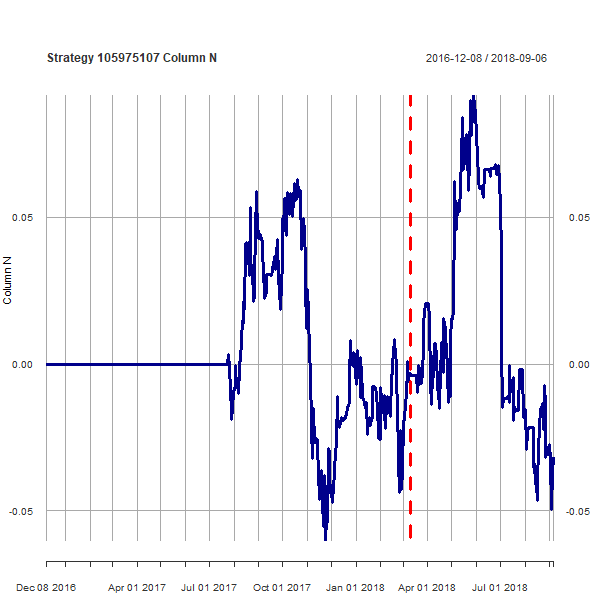 Strategy 105975107 Column N
2016-12-08 / 2018-09-06
0.05
0.05
0.00
0.00
-0.05
-0.05
Column N
Dec 08 2016
Apr 01 2017
Jul 01 2017
Oct 01 2017
Jan 01 2018
Apr 01 2018
Jul 01 2018